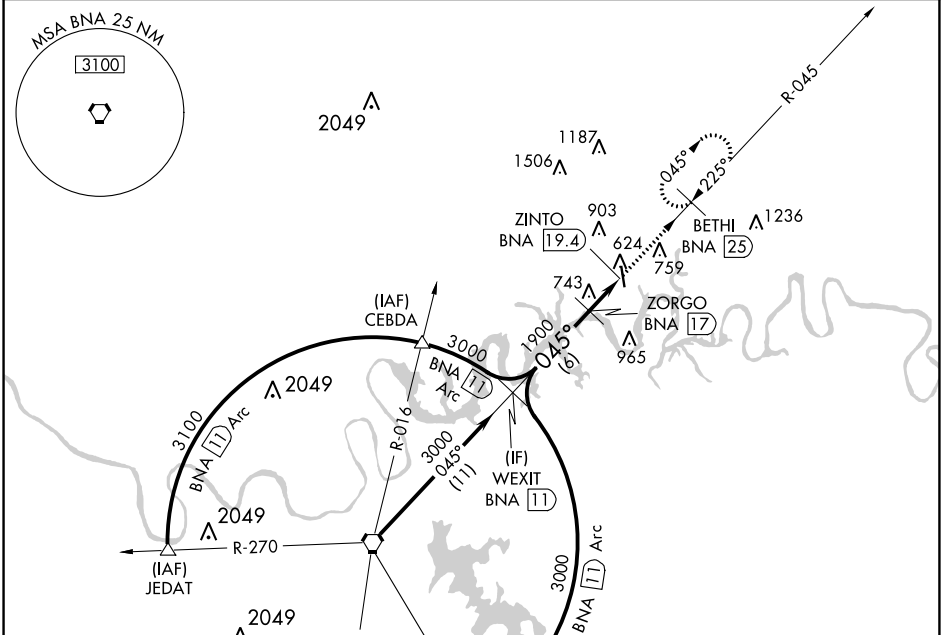 MSA BNA 25 NM
3100
2049
1187
1506
R-045
045°
225°
ZINTO
BNA 19.4
903
624
BETHI
BNA 25
1236
759
743
ZORGO
BNA 17
965
(IAF)
CEBDA
3000
BNA 11
Arc
1900
045°
(6)
2049
3100
BNA 11 Arc
R-016
3000
045°
(11)
(IF)
WEXIT
BNA 11
2049
R-270
(IAF)
JEDAT
3000
BNA 11 Arc
2049